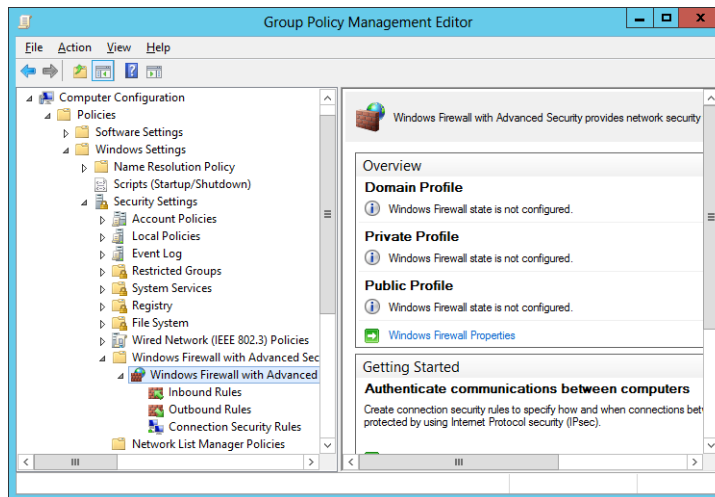 Group Policy Management Editor
File Action View Help
Computer Configuration
Policies
Software Settings
Windows Settings
Name Resolution Policy
Scripts (Startup/Shutdown)
Security Settings
Account Policies
Local Policies
Event Log
Restricted Groups
System Services
Registry
File System
Wired Network (IEEE 802.3) Policies
Windows Firewall with Advanced Sec
Windows Firewall with Advanced
Inbound Rules
Outbound Rules
Connection Security Rules
Network List Manager Policies
Windows Firewall with Advanced Security provides network security
Overview
Domain Profile
Windows Firewall state is not configured.
Private Profile
Windows Firewall state is not configured.
Public Profile
Windows Firewall state is not configured.
Windows Firewall Properties
Getting Started
Authenticate communications between computers
Create connection security rules to specify how and when connections bet
protected by using Internet Protocol security (IPsec).